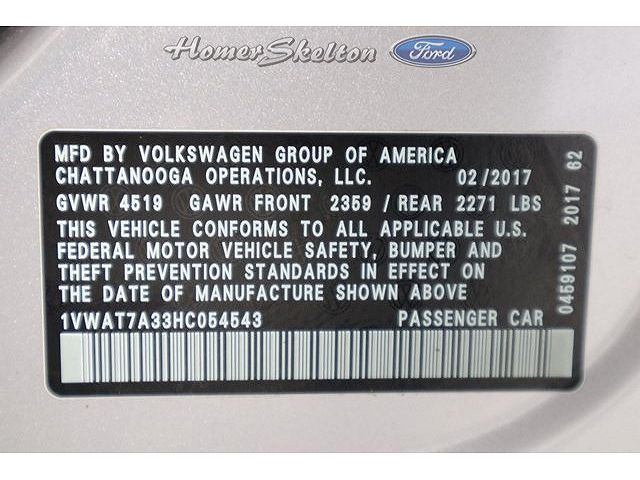 Homer Skelton Ford
MFD BY VOLKSWAGEN GROUP OF AMERICA
CHATTANOOGA OPERATIONS, LLC. 02/2017
GVWR 4519 GAWR FRONT 2359 / REAR 2271 LBS
THIS VEHICLE CONFORMS TO ALL APPLICABLE U.S.
FEDERAL MOTOR VEHICLE SAFETY, BUMPER AND
THEFT PREVENTION STANDARDS IN EFFECT ON
THE DATE OF MANUFACTURE SHOWN ABOVE
1VWAT7A33HC054543 PASSENGER CAR
0459107 2017 62